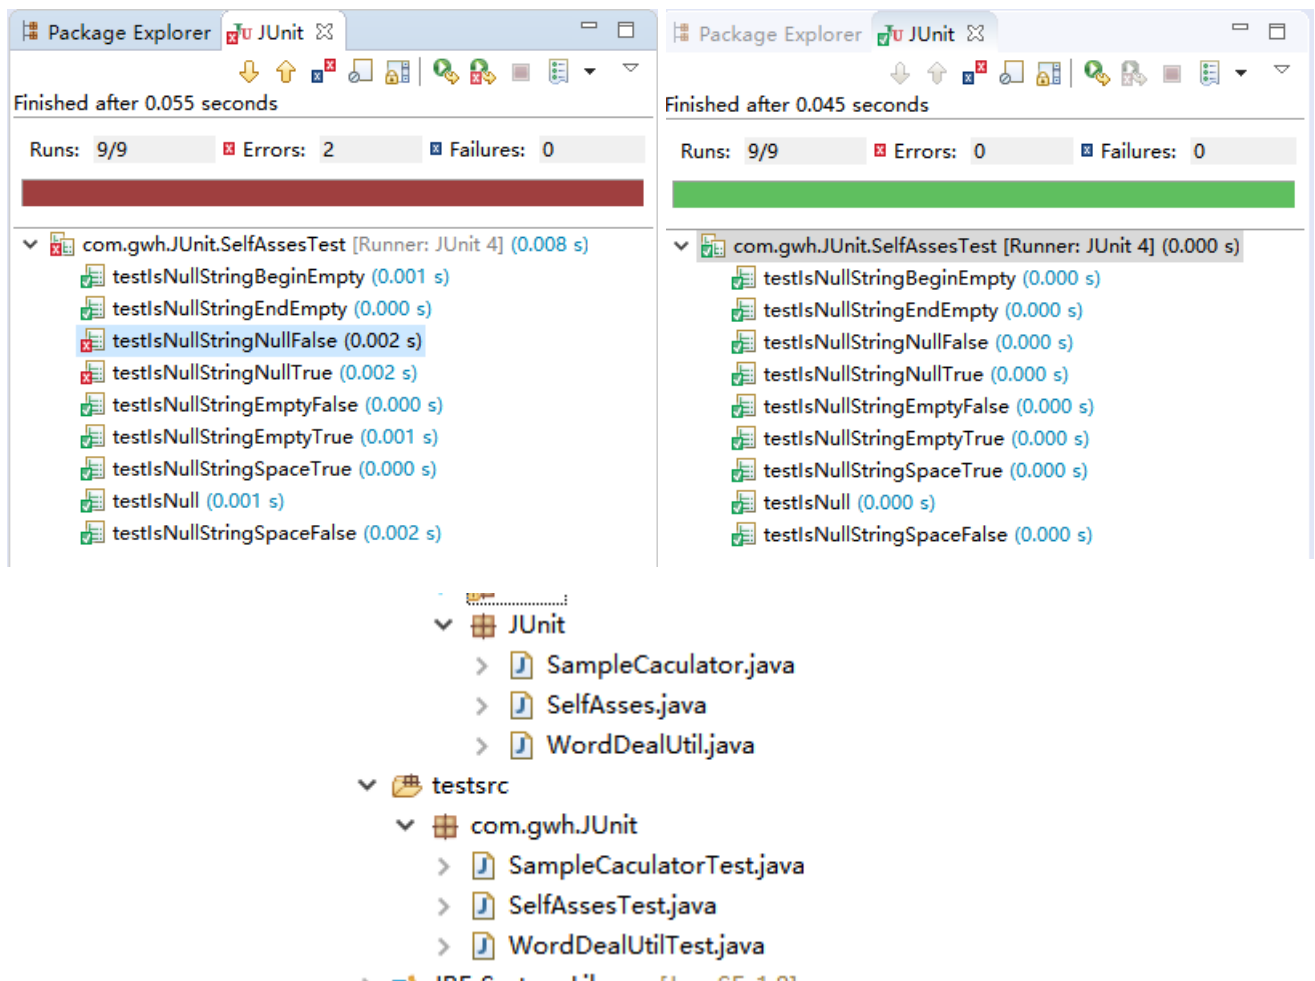 Package Explorer JUnit
Finished after 0.055 seconds
Runs: 9/9 Errors: 2 Failures: 0
com.gwh.JUnit.SelfAssesTest [Runner: JUnit 4] (0.008 s)
testIsNullStringBeginEmpty (0.001 s)
testIsNullStringEndEmpty (0.000 s)
testIsNullStringNullFalse (0.002 s)
testIsNullStringNullTrue (0.002 s)
testIsNullStringEmptyFalse (0.000 s)
testIsNullStringEmptyTrue (0.001 s)
testIsNullStringSpaceTrue (0.000 s)
testIsNull (0.001 s)
testIsNullStringSpaceFalse (0.002 s)
Package Explorer JUnit
Finished after 0.045 seconds
Runs: 9/9 Errors: 0 Failures: 0
com.gwh.JUnit.SelfAssesTest [Runner: JUnit 4] (0.000 s)
testIsNullStringBeginEmpty (0.000 s)
testIsNullStringEndEmpty (0.000 s)
testIsNullStringNullFalse (0.000 s)
testIsNullStringNullTrue (0.000 s)
testIsNullStringEmptyFalse (0.000 s)
testIsNullStringEmptyTrue (0.000 s)
testIsNullStringSpaceTrue (0.000 s)
testIsNull (0.000 s)
testIsNullStringSpaceFalse (0.000 s)
JUnit
SampleCaculator.java
SelfAsses.java
WordDealUtil.java
testsrc
com.gwh.JUnit
SampleCaculatorTest.java
SelfAssesTest.java
WordDealUtilTest.java